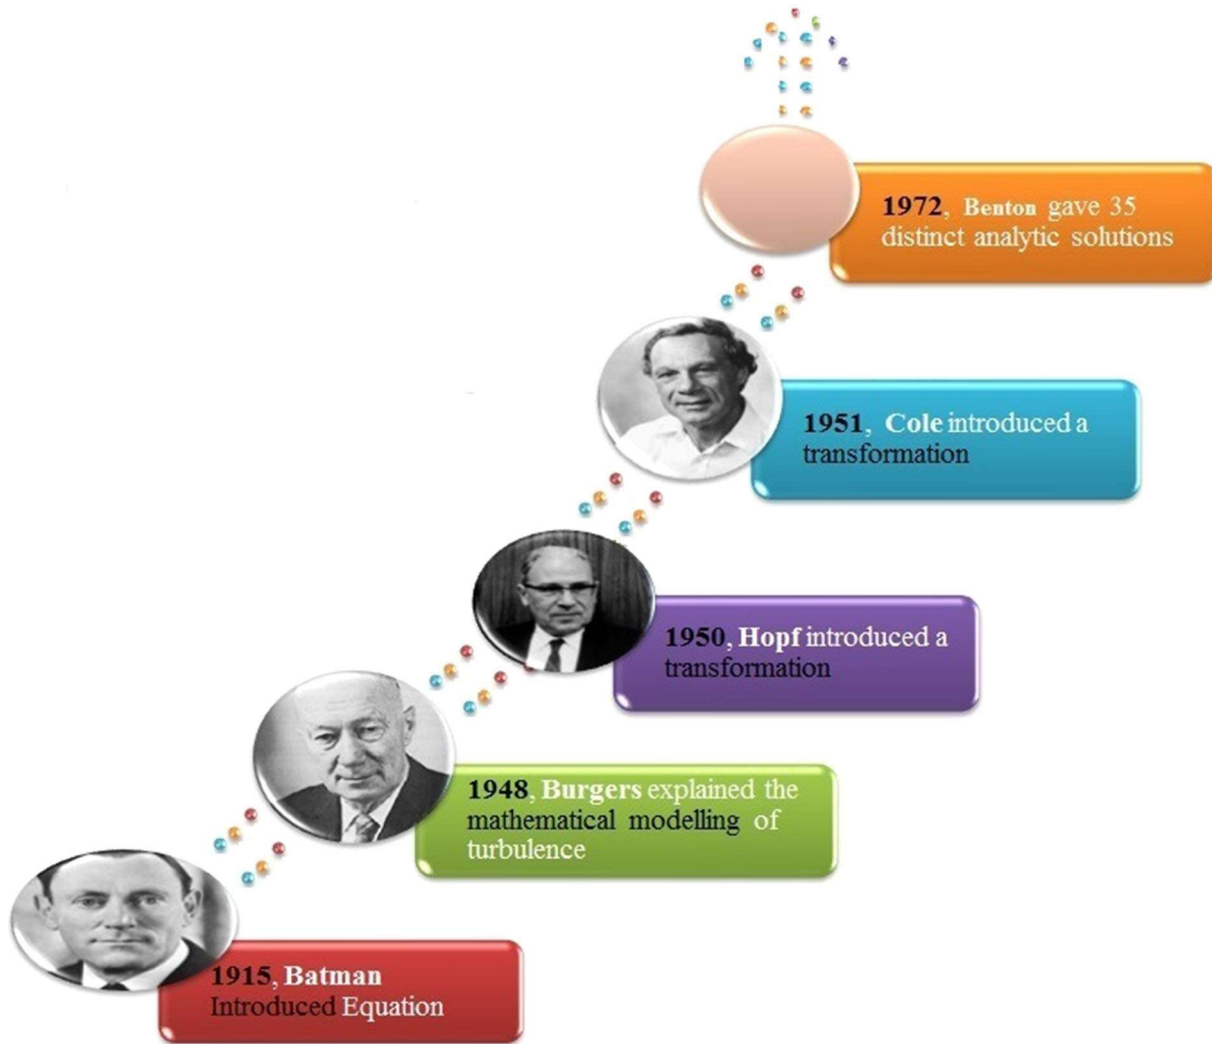 1972, Benton gave 35
distinct analytic solutions
1951, Cole introduced a
transformation
1950, Hopf introduced a
transformation
1948, Burgers explained the
mathematical modelling of
turbulence
1915, Batman
Introduced Equation